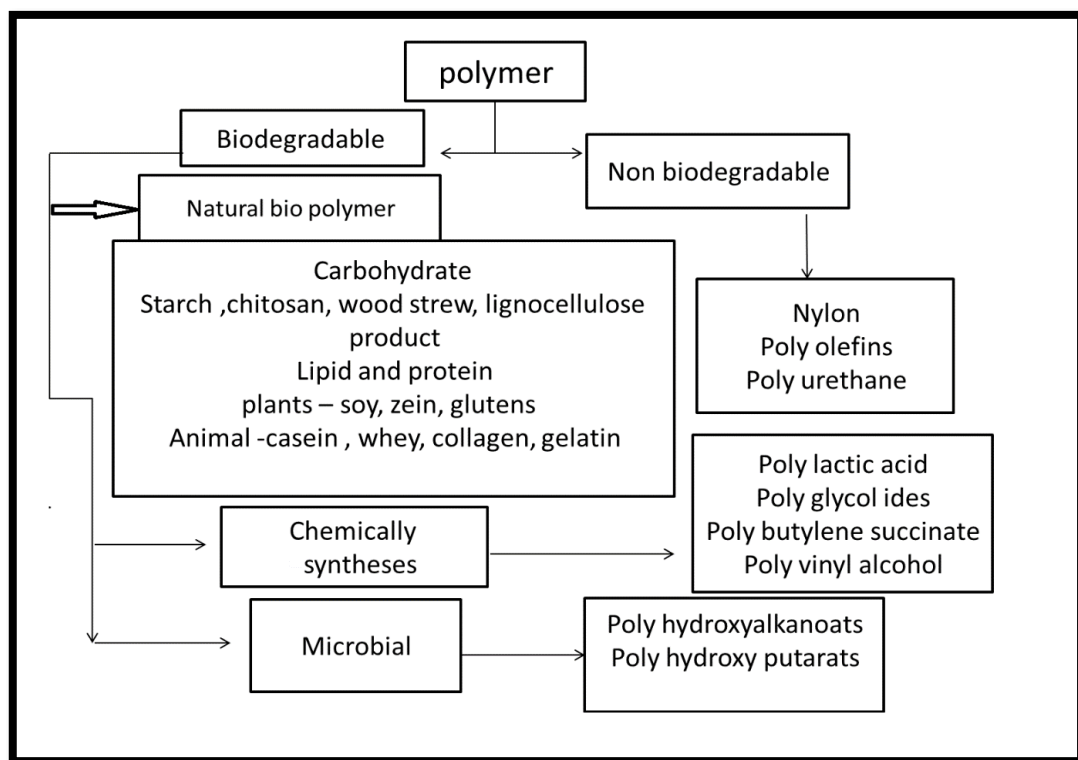 polymer
Biodegradable
Non biodegradable
Natural bio polymer
Carbohydrate
Starch ,chitosan, wood strew, lignocellulose
product
Lipid and protein
plants – soy, zein, glutens
Animal -casein , whey, collagen, gelatin
Nylon
Poly olefins
Poly urethane
Chemically
syntheses
Poly lactic acid
Poly glycol ides
Poly butylene succinate
Poly vinyl alcohol
Microbial
Poly hydroxyalkanoats
Poly hydroxy putarats